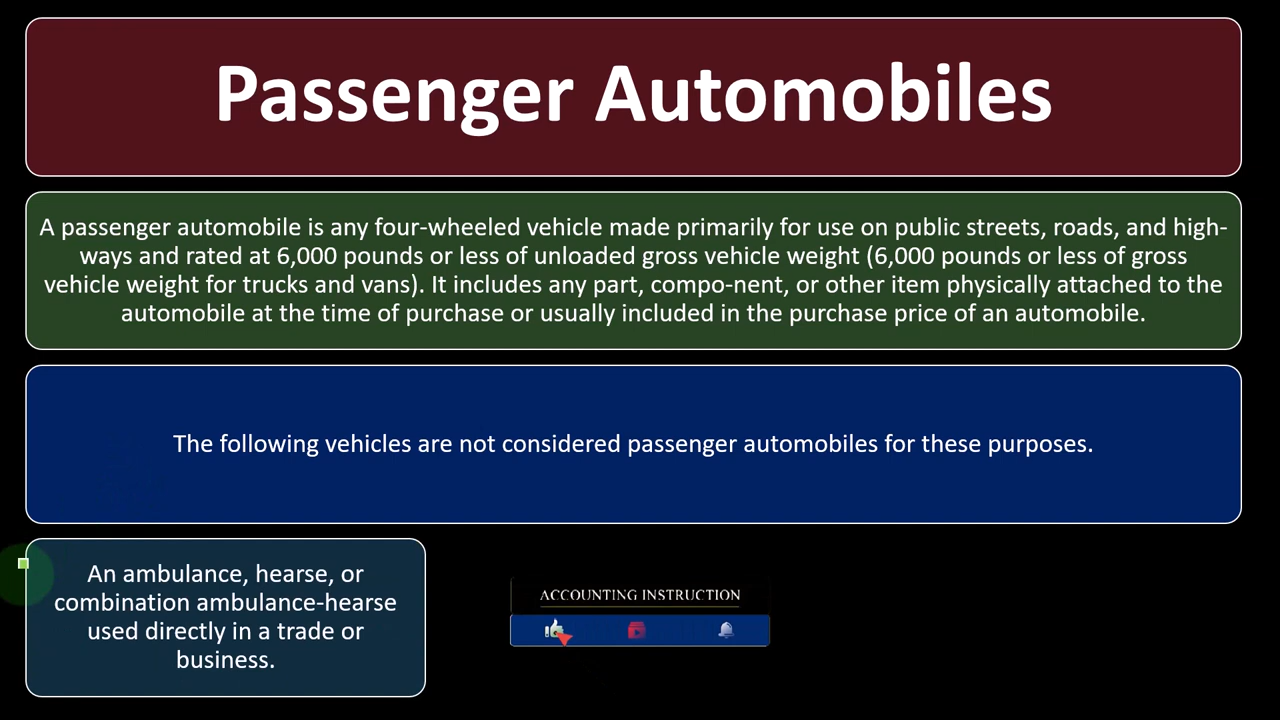 Passenger Automobiles
A passenger automobile is any four-wheeled vehicle made primarily for use on public streets, roads, and high-
ways and rated at 6,000 pounds or less of unloaded gross vehicle weight (6,000 pounds or less of gross
vehicle weight for trucks and vans). It includes any part, compo-nent, or other item physically attached to the
automobile at the time of purchase or usually included in the purchase price of an automobile.
The following vehicles are not considered passenger automobiles for these purposes.
An ambulance, hearse, or
combination ambulance-hearse
used directly in a trade or
business.
ACCOUNTING INSTRUCTION